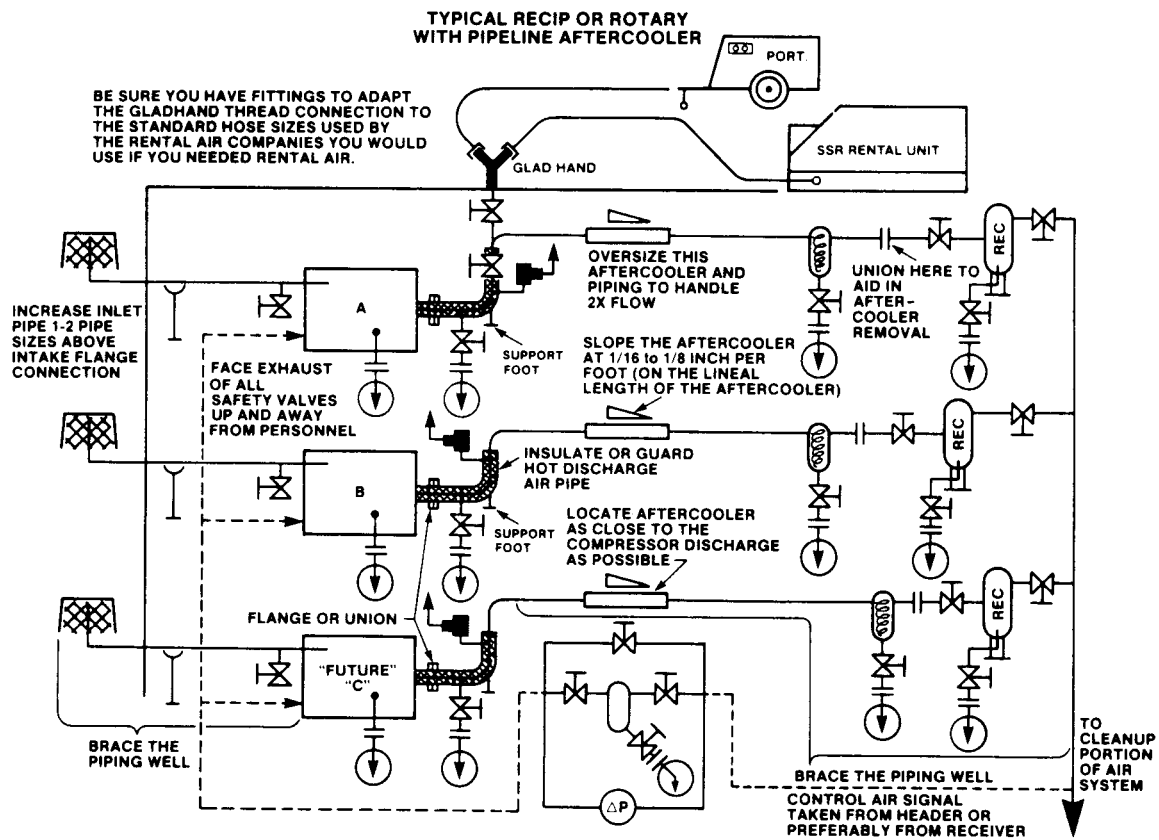 TYPICAL RECIP OR ROTARY
WITH PIPELINE AFTERCOOLER
PORT.
BE SURE YOU HAVE FITTINGS TO ADAPT
THE GLADHAND THREAD CONNECTION TO
THE STANDARD HOSE SIZES USED BY
THE RENTAL AIR COMPANIES YOU WOULD
USE IF YOU NEEDED RENTAL AIR.
SSR RENTAL UNIT
GLAD HAND
REC
OVERSIZE THIS
AFTERCOOLER AND
PIPING TO HANDLE
2X FLOW
UNION HERE TO
AID IN
AFTER-
COOLER
REMOVAL
A
INCREASE INLET
PIPE 1-2 PIPE
SIZES ABOVE
INTAKE FLANGE
CONNECTION
SUPPORT
FOOT
SLOPE THE AFTERCOOLER
AT 1/16 to 1/8 INCH PER
FOOT (ON THE LINEAL
LENGTH OF THE AFTERCOOLER)
FACE EXHAUST
OF ALL
SAFETY VALVES
UP AND AWAY
FROM PERSONNEL
REC
INSULATE OR GUARD
HOT DISCHARGE
AIR PIPE
B
SUPPORT
FOOT
LOCATE AFTERCOOLER
AS CLOSE TO THE
COMPRESSOR DISCHARGE
AS POSSIBLE
REC
FLANGE OR UNION
"FUTURE"
"C"
BRACE THE
PIPING WELL
TO
CLEANUP
PORTION
OF AIR
SYSTEM
BRACE THE PIPING WELL
ΔP
CONTROL AIR SIGNAL
TAKEN FROM HEADER OR
PREFERABLY FROM RECEIVER